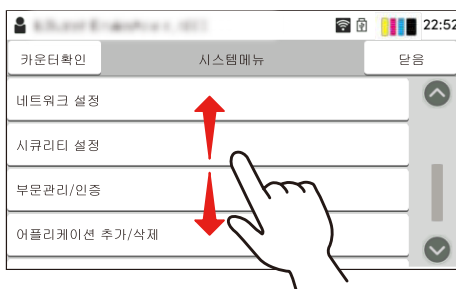 22:52
카운터확인 시스템메뉴 닫음
네트워크 설정
시큐리티 설정
부문관리/인증
어플리케이션 추가/삭제